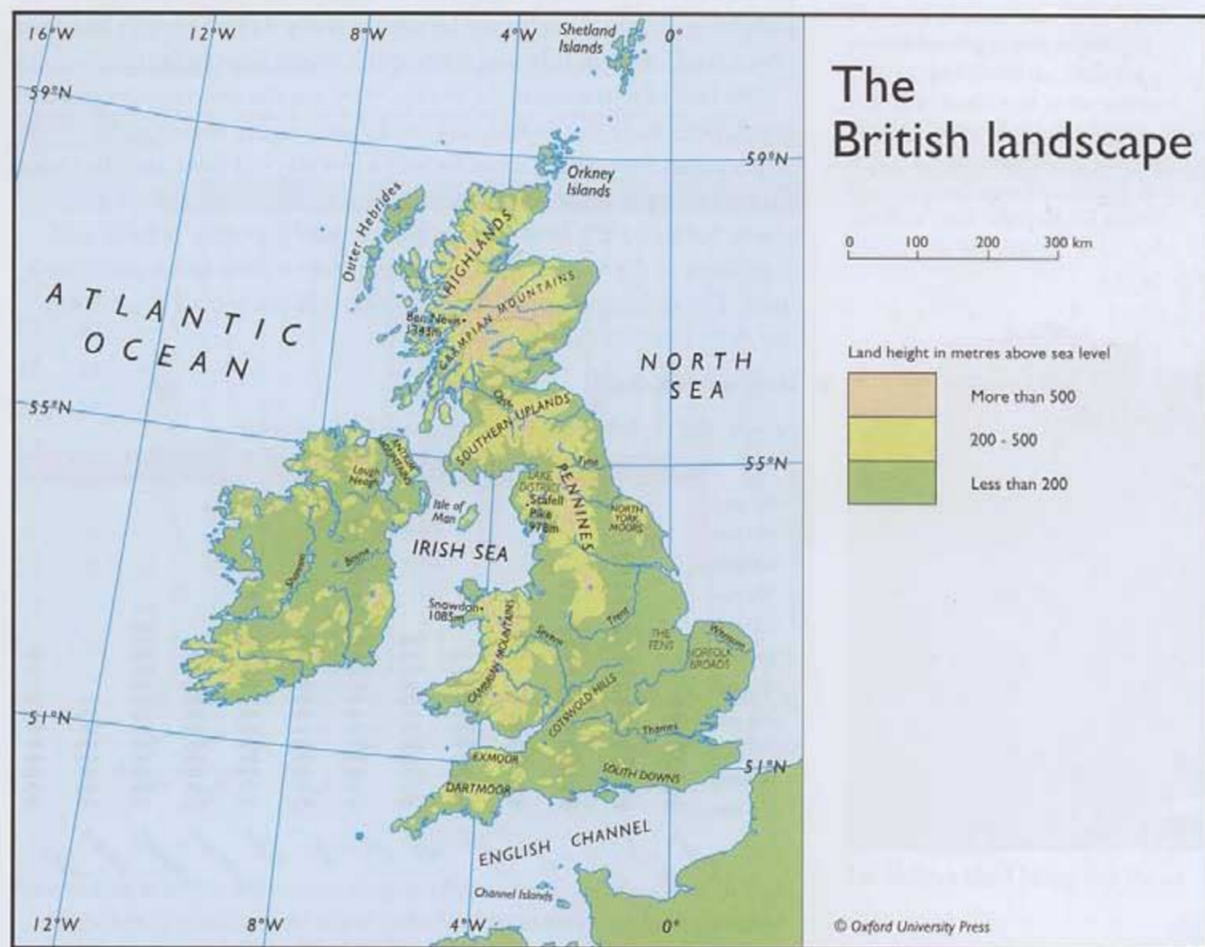 16°W
12°W
8°W
4°W
0°
Shetland
Islands
59°N
59°N
Orkney
Islands
Outer Hebrides
HIGHLANDS
GRAMPIAN MOUNTAINS
Ben Nevis
1343m
ATLANTIC
OCEAN
NORTH
SEA
55°N
55°N
Clyde
SOUTHERN UPLANDS
ANTRIM
MOUNTAINS
Lough
Neagh
Tyne
LAKE
DISTRICT
Scafell
Pike
978m
PENNINES
NORTH
YORK
MOORS
Isle of
Man
IRISH SEA
Shannon
Boyne
Snowdon
1085m
CAMBRIAN MOUNTAINS
Severn
Trent
THE
FENS
Wensum
NORFOLK
BROADS
COTSWOLD HILLS
Thames
51°N
51°N
EXMOOR
DARTMOOR
SOUTH DOWNS
ENGLISH CHANNEL
Channel Islands
12°W
8°W
4°W
0°
The
British landscape
0 100 200 300 km
Land height in metres above sea level
More than 500
200 - 500
Less than 200
© Oxford University Press